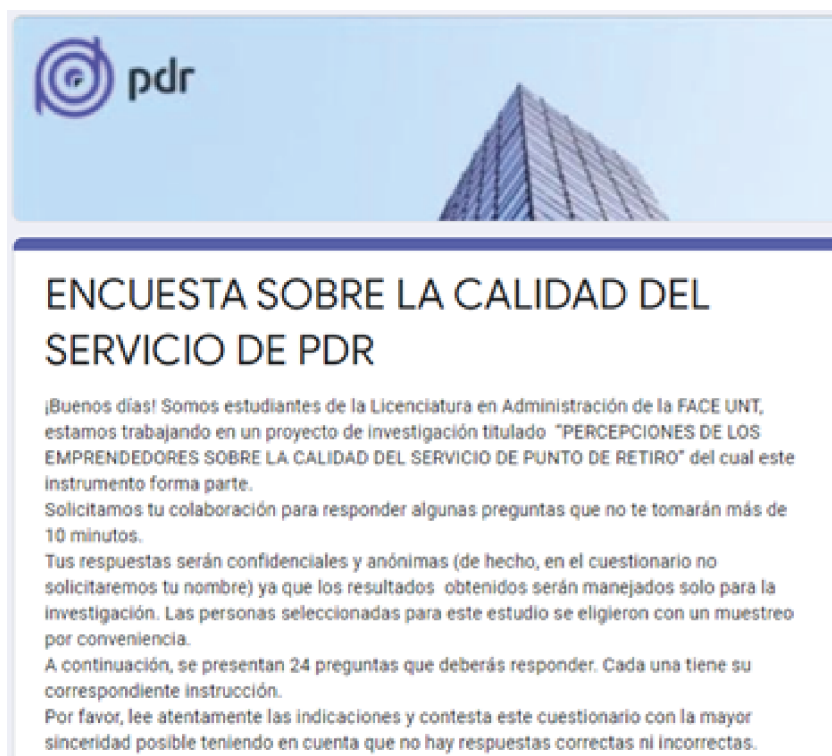 pdr
ENCUESTA SOBRE LA CALIDAD DEL
SERVICIO DE PDR
¡Buenos días! Somos estudiantes de la Licenciatura en Administración de la FACE UNT,
estamos trabajando en un proyecto de investigación titulado "PERCEPCIONES DE LOS
EMPRENDEDORES SOBRE LA CALIDAD DEL SERVICIO DE PUNTO DE RETIRO" del cual este
instrumento forma parte.
Solicitamos tu colaboración para responder algunas preguntas que no te tomarán más de
10 minutos.
Tus respuestas serán confidenciales y anónimas (de hecho, en el cuestionario no
solicitaremos tu nombre) ya que los resultados obtenidos serán manejados solo para la
investigación. Las personas seleccionadas para este estudio se eligieron con un muestreo
por conveniencia.
A continuación, se presentan 24 preguntas que deberás responder. Cada una tiene su
correspondiente instrucción.
Por favor, lee atentamente las indicaciones y contesta este cuestionario con la mayor
sinceridad posible teniendo en cuenta que no hay respuestas correctas ni incorrectas.